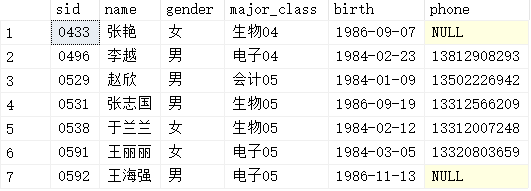 sid name gender major_class birth phone
1 0433 张艳 女 生物04 1986-09-07 NULL
2 0496 李越 男 电子04 1984-02-23 13812908293
3 0529 赵欣 男 会计05 1984-01-09 13502226942
4 0531 张志国 男 生物05 1986-09-19 13312566209
5 0538 于兰兰 女 生物05 1984-02-12 13312007248
6 0591 王丽丽 女 电子05 1984-03-05 13320803659
7 0592 王海强 男 电子05 1986-11-13 NULL